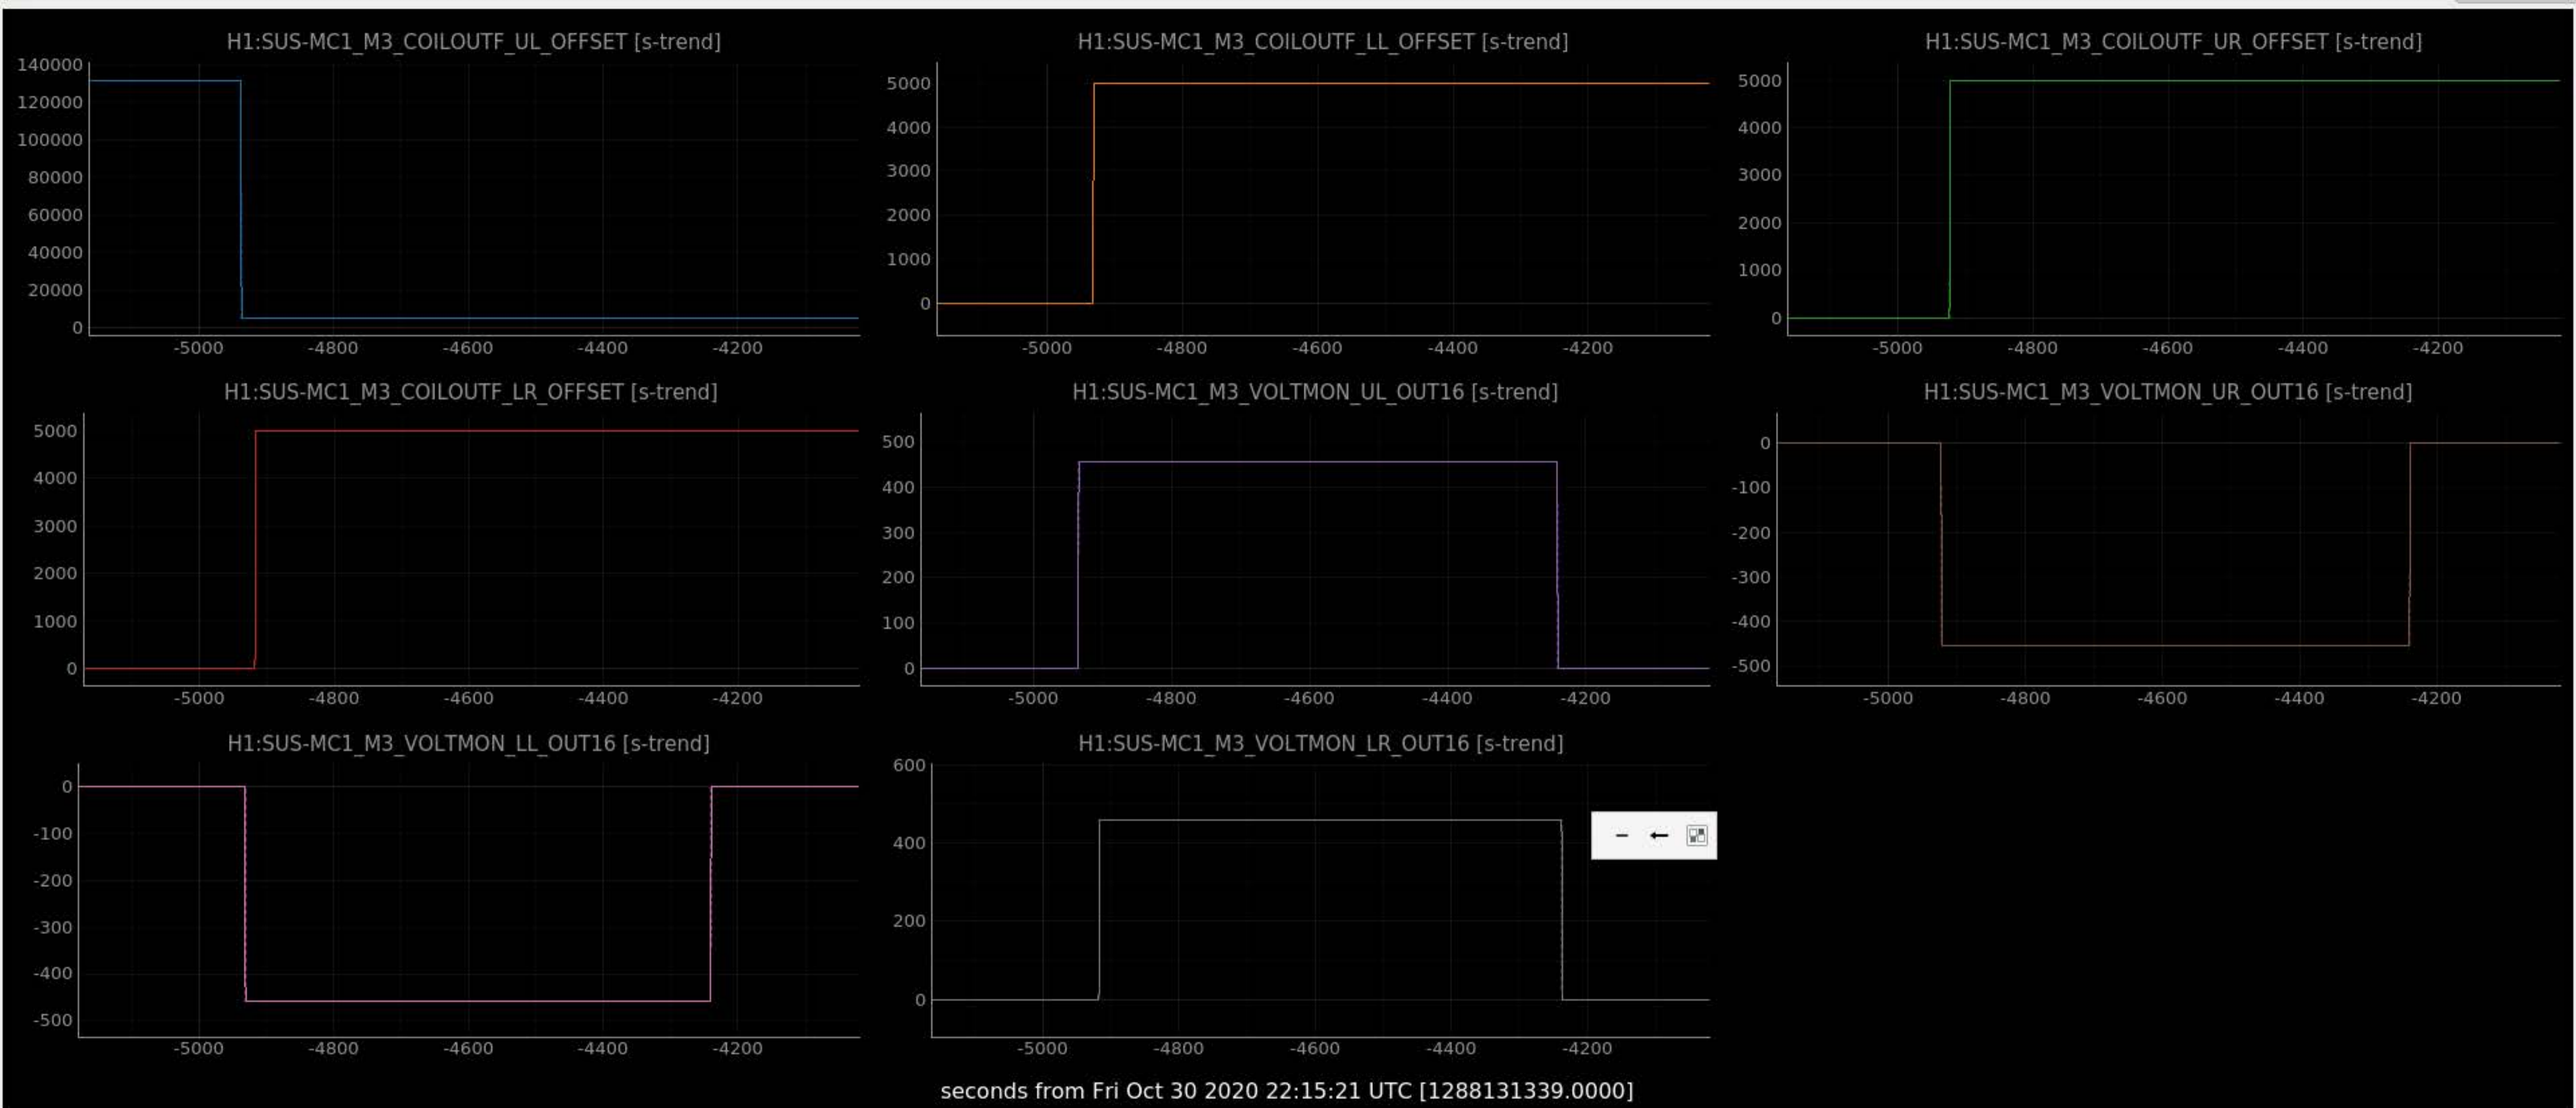 H1:SUS-MC1_M3_COILOUTF_UL_OFFSET [s-trend]
140000
120000
100000
80000
60000
40000
20000
0
-5000 -4800 -4600 -4400 -4200
H1:SUS-MC1_M3_COILOUTF_LL_OFFSET [s-trend]
5000
4000
3000
2000
1000
0
-5000 -4800 -4600 -4400 -4200
H1:SUS-MC1_M3_COILOUTF_UR_OFFSET [s-trend]
5000
4000
3000
2000
1000
0
-5000 -4800 -4600 -4400 -4200
H1:SUS-MC1_M3_COILOUTF_LR_OFFSET [s-trend]
5000
4000
3000
2000
1000
0
-5000 -4800 -4600 -4400 -4200
H1:SUS-MC1_M3_VOLTMON_UL_OUT16 [s-trend]
500
400
300
200
100
0
-5000 -4800 -4600 -4400 -4200
H1:SUS-MC1_M3_VOLTMON_UR_OUT16 [s-trend]
0
-100
-200
-300
-400
-500
-5000 -4800 -4600 -4400 -4200
H1:SUS-MC1_M3_VOLTMON_LL_OUT16 [s-trend]
0
-100
-200
-300
-400
-500
-5000 -4800 -4600 -4400 -4200
H1:SUS-MC1_M3_VOLTMON_LR_OUT16 [s-trend]
600
400
200
0
-5000 -4800 -4600 -4400 -4200
seconds from Fri Oct 30 2020 22:15:21 UTC [1288131339.0000]